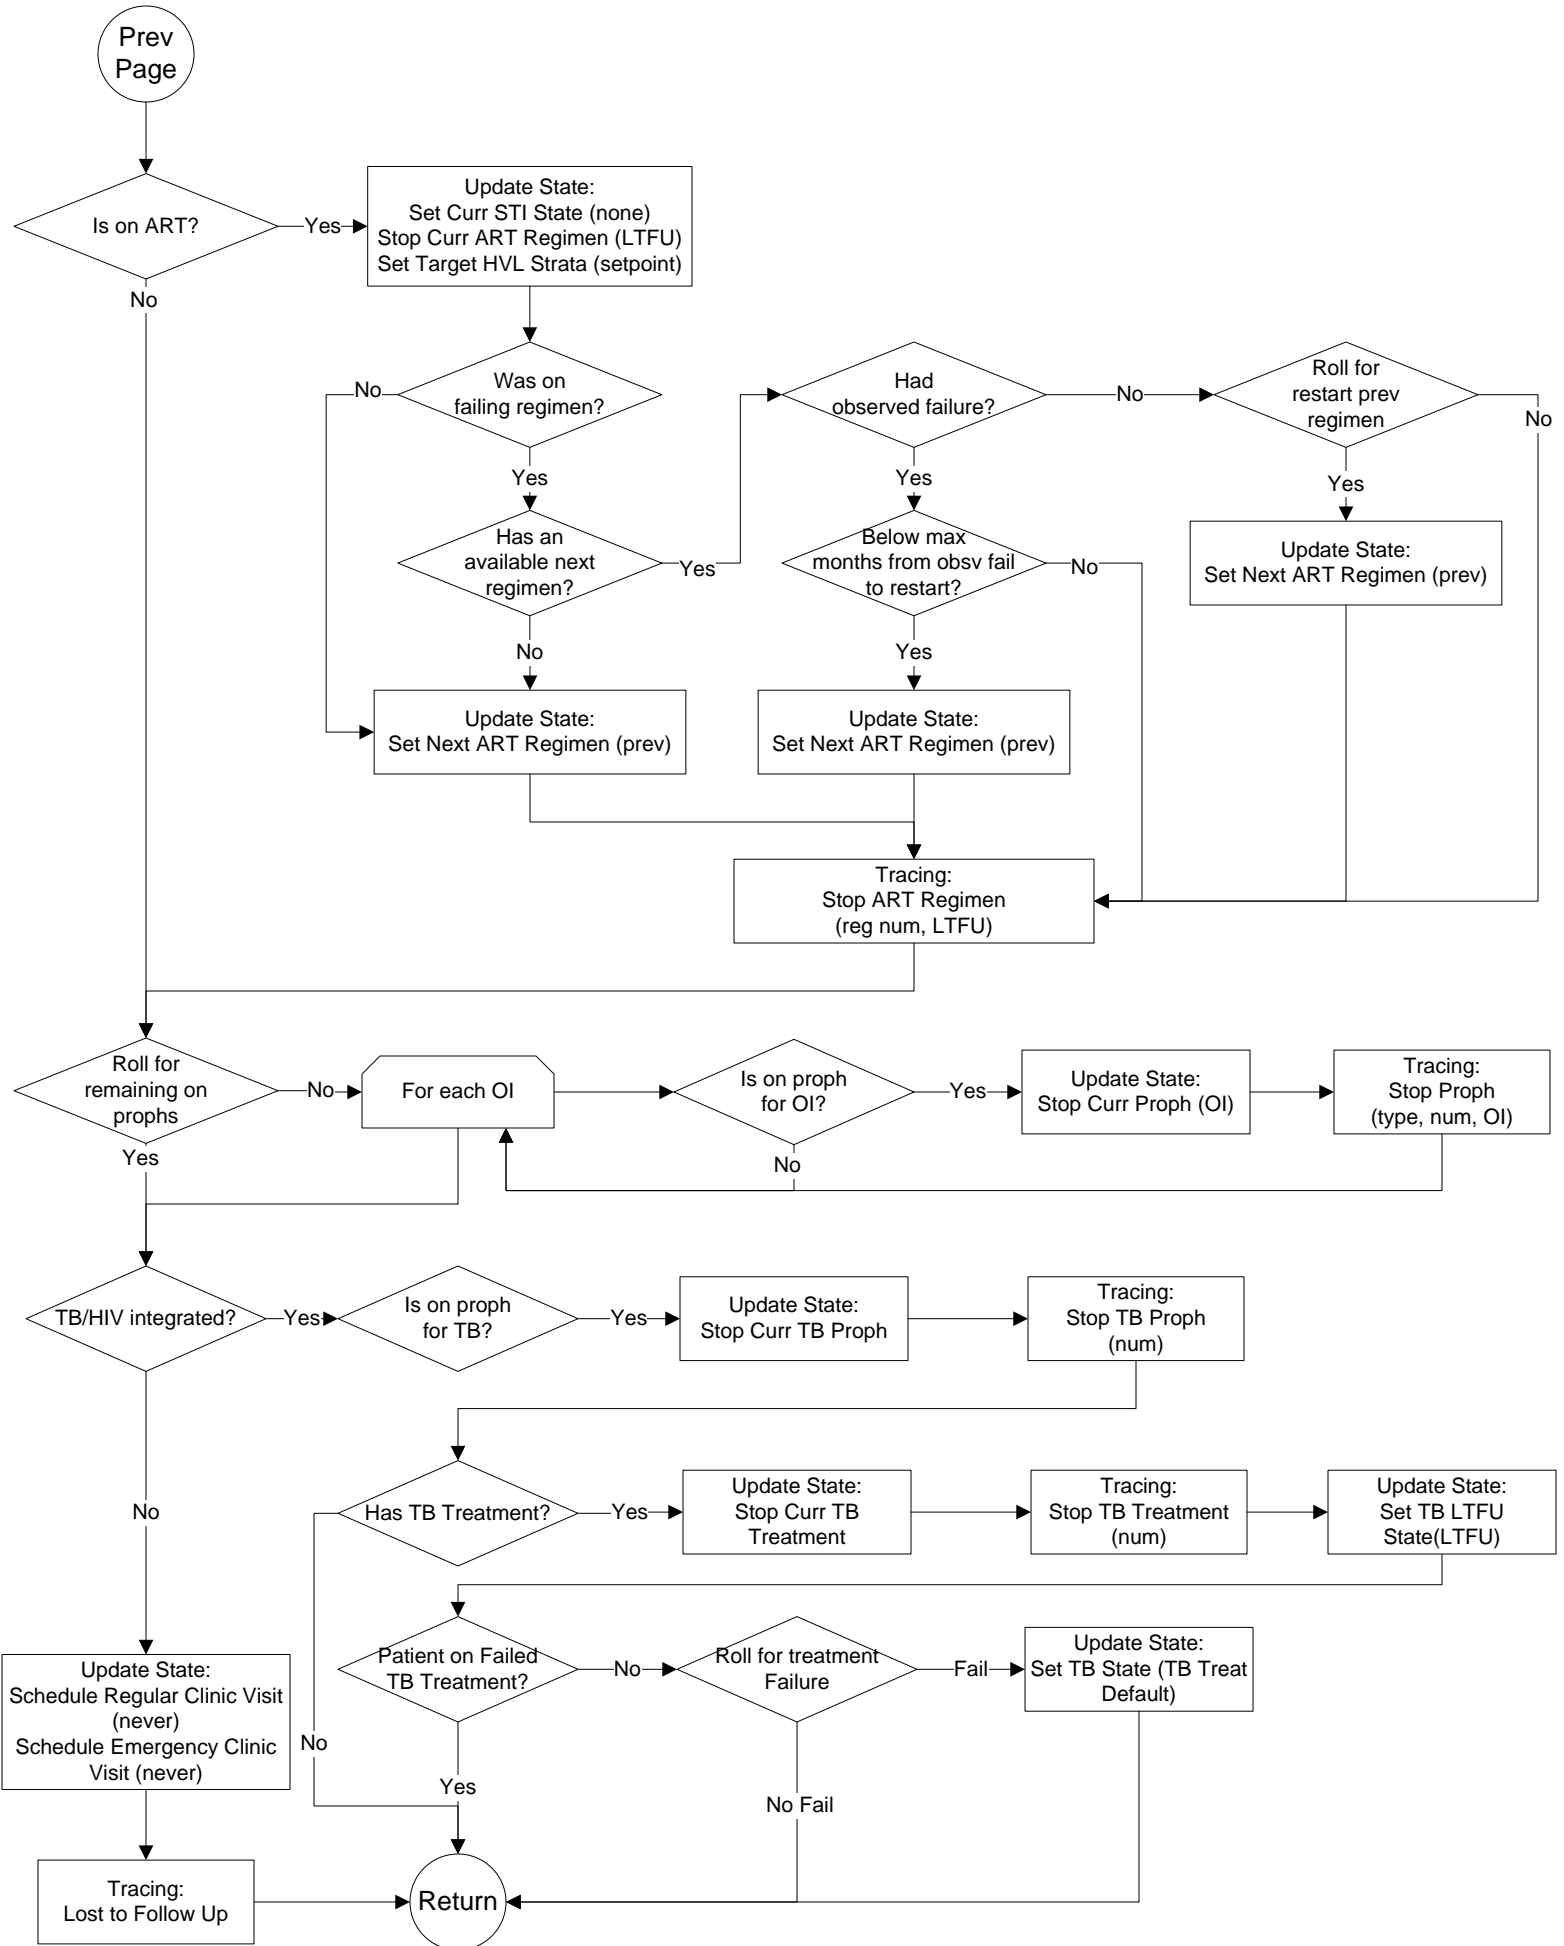 Prev
Page
Is on ART?
Yes
No
Update State:
Set Curr STI State (none)
Stop Curr ART Regimen (LTFU)
Set Target HVL Strata (setpoint)
Was on
failing regimen?
No
Yes
Had
observed failure?
No
Yes
Roll for
restart prev
regimen
No
Yes
Has an
available next
regimen?
Yes
No
Below max
months from obsv fail
to restart?
No
Yes
Update State:
Set Next ART Regimen (prev)
Update State:
Set Next ART Regimen (prev)
Update State:
Set Next ART Regimen (prev)
Tracing:
Stop ART Regimen
(reg num, LTFU)
Roll for
remaining on
prophs
No
Yes
For each OI
Is on proph
for OI?
Yes
No
Update State:
Stop Curr Proph (OI)
Tracing:
Stop Proph
(type, num, OI)
TB/HIV integrated?
Yes
No
Is on proph
for TB?
Yes
Update State:
Stop Curr TB Proph
Tracing:
Stop TB Proph
(num)
Has TB Treatment?
Yes
No
Update State:
Stop Curr TB
Treatment
Tracing:
Stop TB Treatment
(num)
Update State:
Set TB LTFU
State(LTFU)
Patient on Failed
TB Treatment?
No
Yes
Roll for treatment
Failure
Fail
No Fail
Update State:
Set TB State (TB Treat
Default)
Update State:
Schedule Regular Clinic Visit
(never)
Schedule Emergency Clinic
Visit (never)
Tracing:
Lost to Follow Up
Return